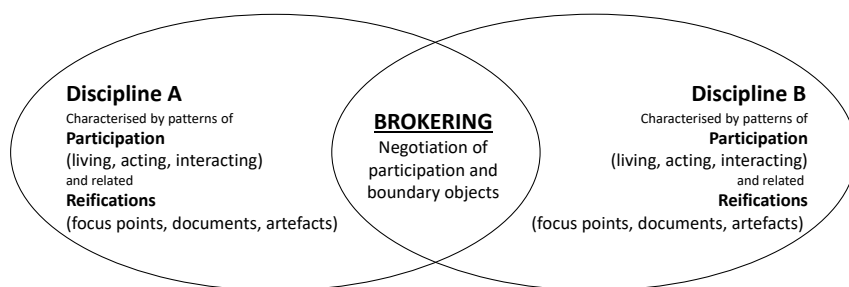 Discipline A
Characterised by patterns of
Participation
(living, acting, interacting)
and related
Reifications
(focus points, documents, artefacts)
BROKERING
Negotiation of
participation and
boundary objects
Discipline B
Characterised by patterns of
Participation
(living, acting, interacting)
and related
Reifications
(focus points, documents, artefacts)